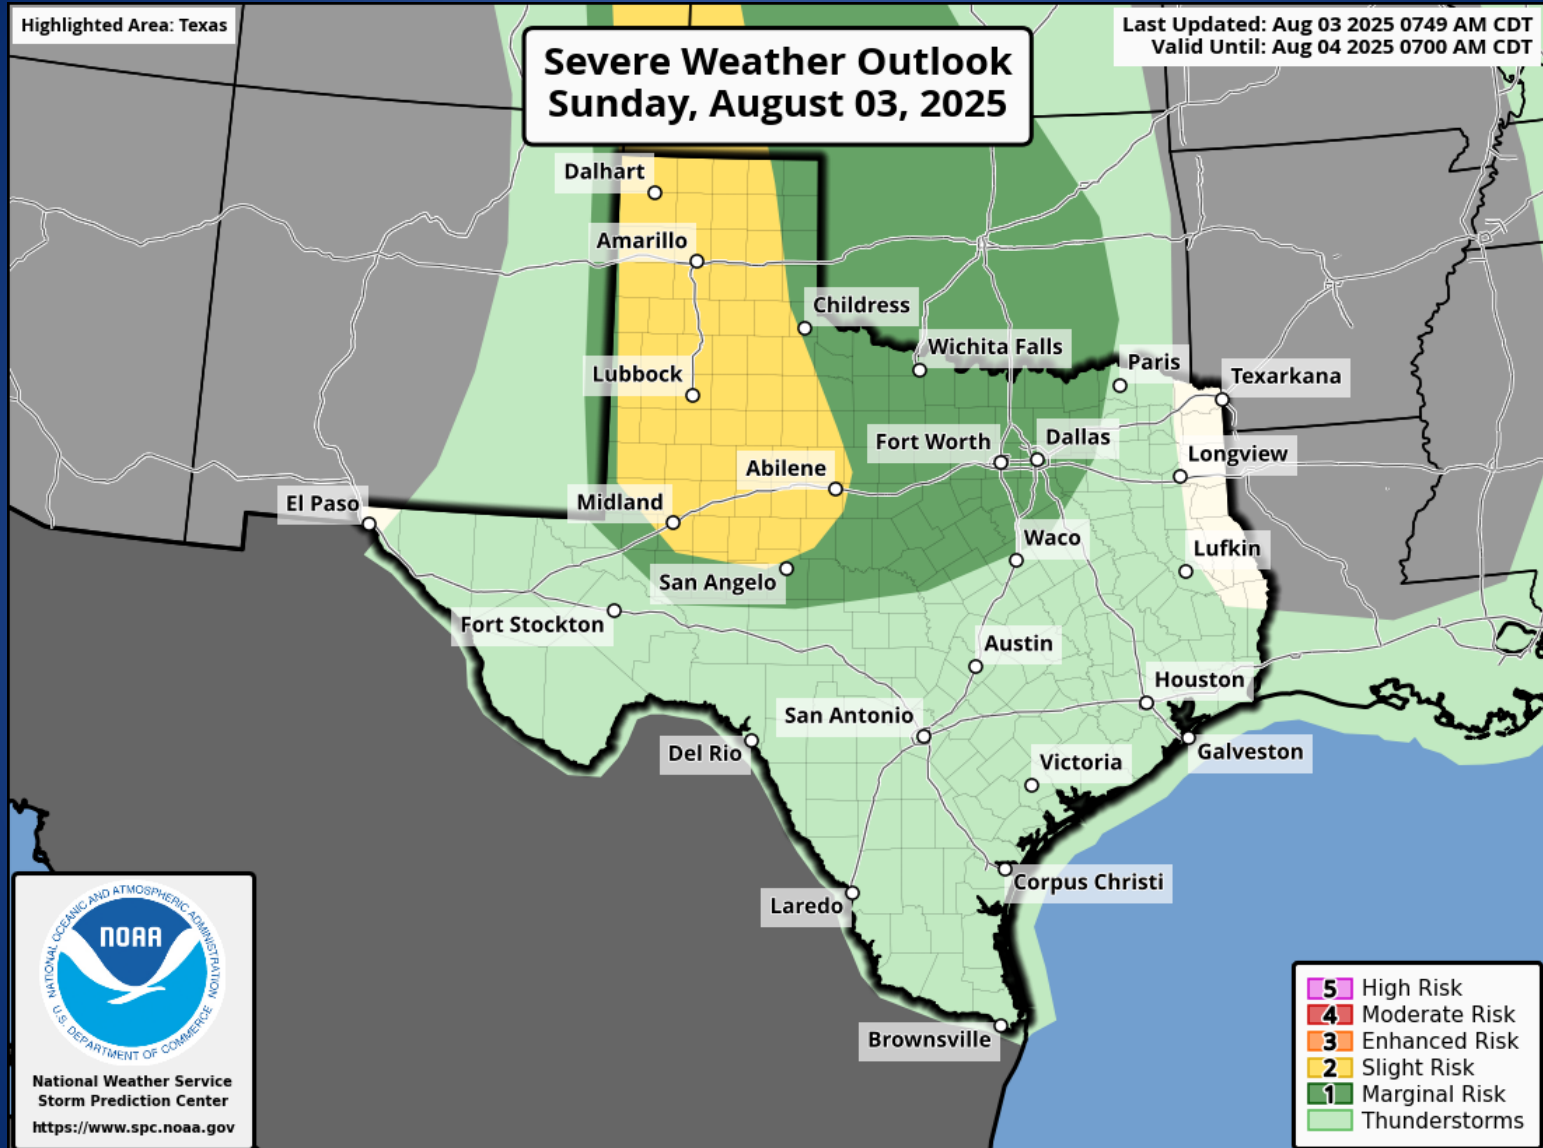 Highlighted Area: Texas
Severe Weather Outlook
Sunday, August 03, 2025
Last Updated: Aug 03 2025 0749 AM CDT
Valid Until: Aug 04 2025 0700 AM CDT
Dalhart
Amarillo
Childress
Wichita Falls
Paris
Texarkana
Lubbock
Fort Worth
Dallas
Longview
Abilene
Midland
El Paso
Waco
Lufkin
San Angelo
Fort Stockton
Austin
Houston
San Antonio
Del Rio
Galveston
Victoria
Corpus Christi
Laredo
Brownsville
NATIONAL OCEANIC AND ATMOSPHERIC ADMINISTRATION
NOAA
U.S. DEPARTMENT OF COMMERCE
National Weather Service
Storm Prediction Center
https://www.spc.noaa.gov
5 High Risk
4 Moderate Risk
3 Enhanced Risk
2 Slight Risk
1 Marginal Risk
Thunderstorms